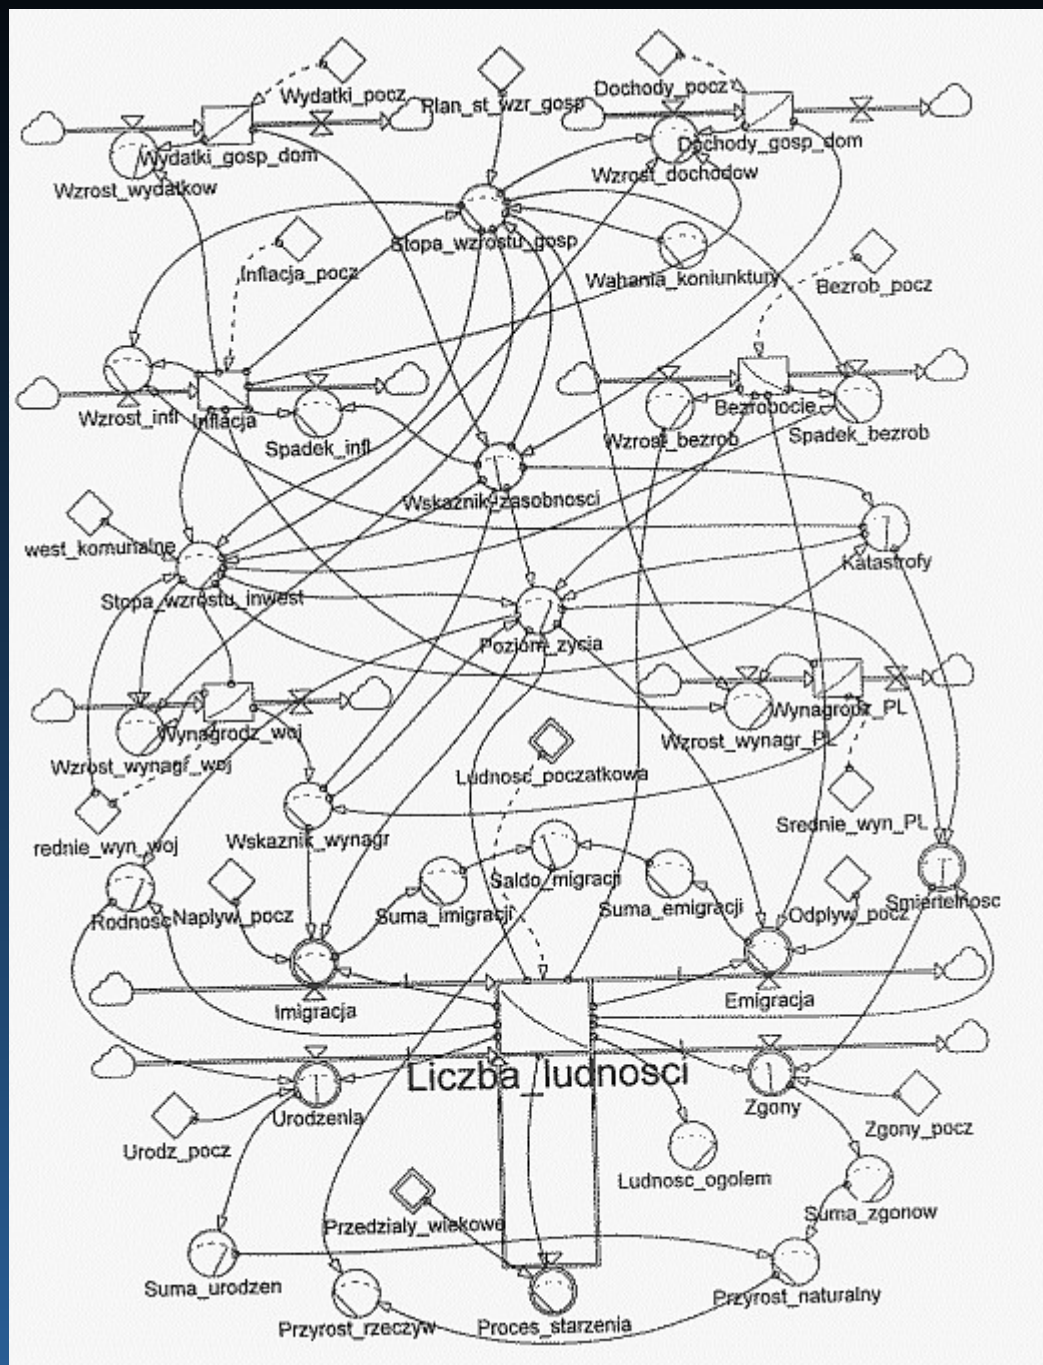 Wydatki_pocz
Plan_st_wzr_gosp
Dochody_pocz
Wydatki_gosp_dom
Dochody_gosp_dom
Wzrost_wydatkow
Wzrost_dochodow
Stopa_wzrostu_gosp
Inflacja_pocz
Wahania_koniunktury
Bezrob_pocz
Wzrost_infl
Inflacja
Spadek_infl
Bezrobocie
Wzrost_bezrob
Spadek_bezrob
Wskaznik_zasobnosci
west_komunalne
Katastrofy
Stopa_wzrostu_inwest
Poziom_zycia
Wynagrodz_woj
Wynagrodz_PL
Wzrost_wynagr_woj
Wzrost_wynagr_PL
Ludnosc_poczatkowa
rednie_wyn_woj
Wskaznik_wynagr
Srednie_wyn_PL
Saldo_migracji
Rodnosc
Naplyw_pocz
Suma_imigracji
Suma_emigracji
Odplyw_pocz
Smiertelnosc
Imigracja
Emigracja
Liczba_ludnosci
Urodzenia
Zgony
Urodz_pocz
Zgony_pocz
Ludnosc_ogolem
Przedzialy_wiekowe
Suma_zgonow
Suma_urodzen
Przyrost_naturalny
Przyrost_rzeczyw
Proces_starzenia